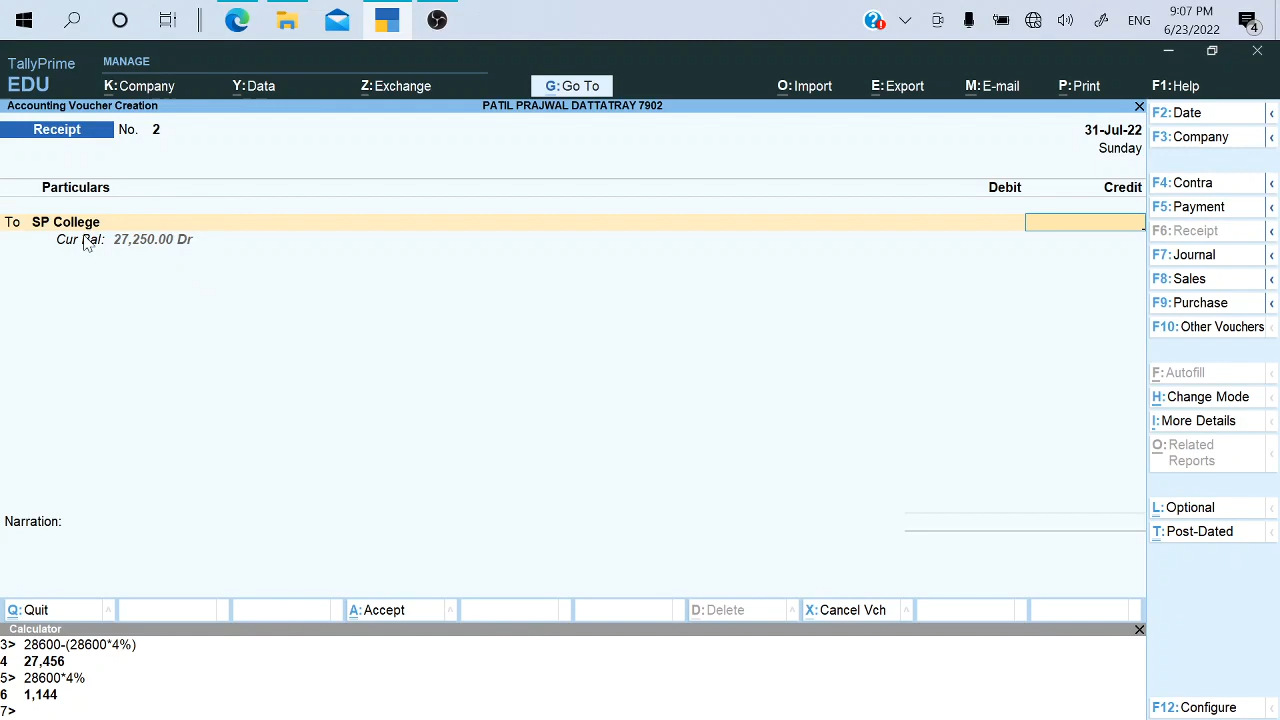 ENG
9:07 PM
6/23/2022
4
TallyPrime
EDU
MANAGE
K:Company Y:Data Z:Exchange G:Go To O:Import E:Export M:E-mail P:Print F1:Help
Accounting Voucher Creation PATIL PRAJWAL DATTATRAY 7902
Receipt No. 2 31-Jul-22
Sunday
Particulars Debit Credit
To SP College
Cur Bal: 27,250.00 Dr
Narration:
F2:Date
F3:Company
F4:Contra
F5:Payment
F6:Receipt
F7:Journal
F8:Sales
F9:Purchase
F10:Other Vouchers
F:Autofill
H:Change Mode
I:More Details
O:Related
Reports
L:Optional
T:Post-Dated
F12:Configure
Q:Quit A:Accept D:Delete X:Cancel Vch
Calculator
3> 28600-(28600*4%)
4 27,456
5> 28600*4%
6 1,144
7>